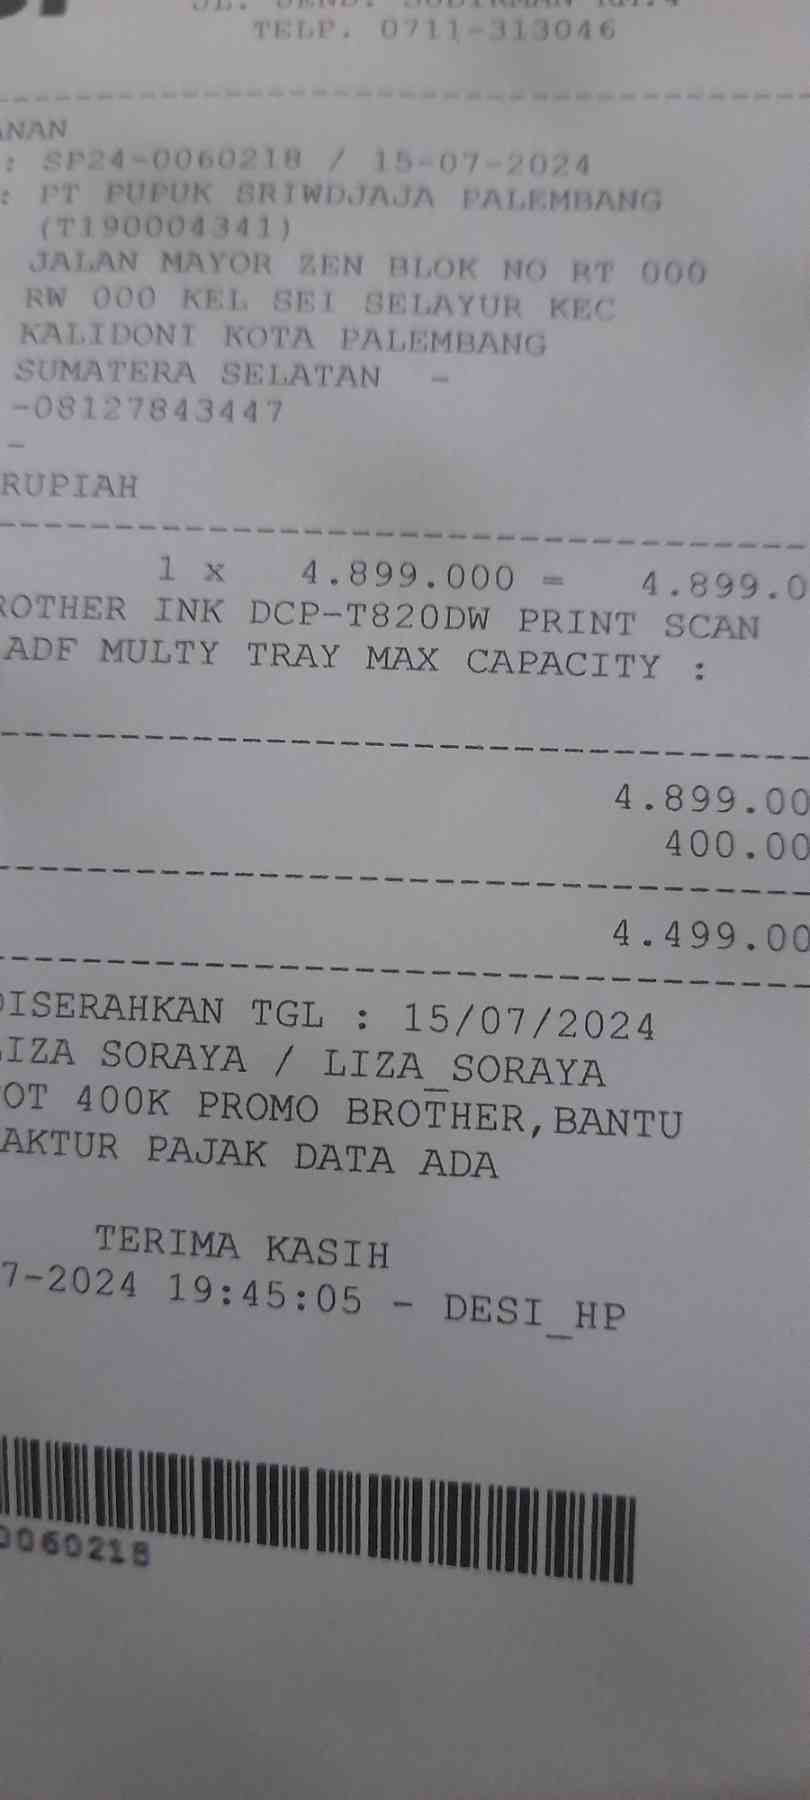 TELP. 0711-313046
ANAN
: SP24-0060218 / 15-07-2024
: PT PUPUK SRIWDJAJA PALEMBANG
(T190004341)
JALAN MAYOR ZEN BLOK NO RT 000
RW 000 KEL SEI SELAYUR KEC
KALIDONI KOTA PALEMBANG
SUMATERA SELATAN -
-08127843447
-
RUPIAH
1 x 4.899.000 = 4.899.0
ROTHER INK DCP-T820DW PRINT SCAN
ADF MULTY TRAY MAX CAPACITY :
4.899.00
400.00
4.499.00
DISERAHKAN TGL : 15/07/2024
LIZA SORAYA / LIZA_SORAYA
OT 400K PROMO BROTHER,BANTU
AKTUR PAJAK DATA ADA
TERIMA KASIH
7-2024 19:45:05 - DESI_HP
0060218